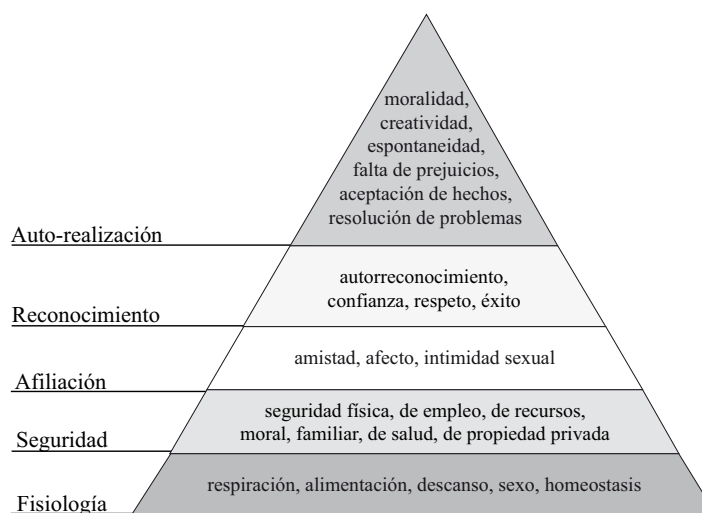 moralidad,
creatividad,
espontaneidad,
falta de prejuicios,
aceptación de hechos,
resolución de problemas
Auto-realización
autorreconocimiento,
confianza, respeto, éxito
Reconocimiento
amistad, afecto, intimidad sexual
Afiliación
seguridad física, de empleo, de recursos,
moral, familiar, de salud, de propiedad privada
Seguridad
respiración, alimentación, descanso, sexo, homeostasis
Fisiología